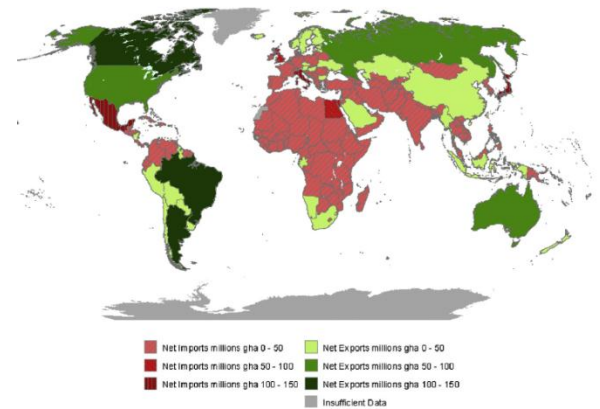 Net Imports millions gha 0 - 50
Net Exports millions gha 0 - 50
Net Imports millions gha 50 - 100
Net Exports millions gha 50 - 100
Net Imports millions gha 100 - 150
Net Exports millions gha 100 - 150
Insufficient Data